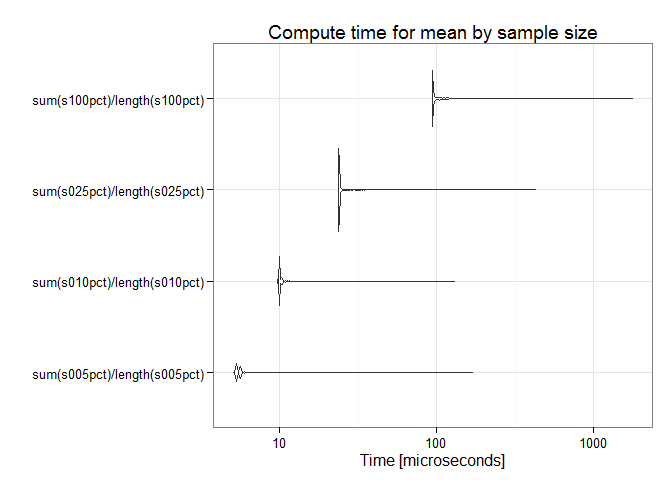 Compute time for mean by sample size
sum(s100pct)/length(s100pct)
sum(s025pct)/length(s025pct)
sum(s010pct)/length(s010pct)
sum(s005pct)/length(s005pct)
10 100 1000
Time [microseconds]